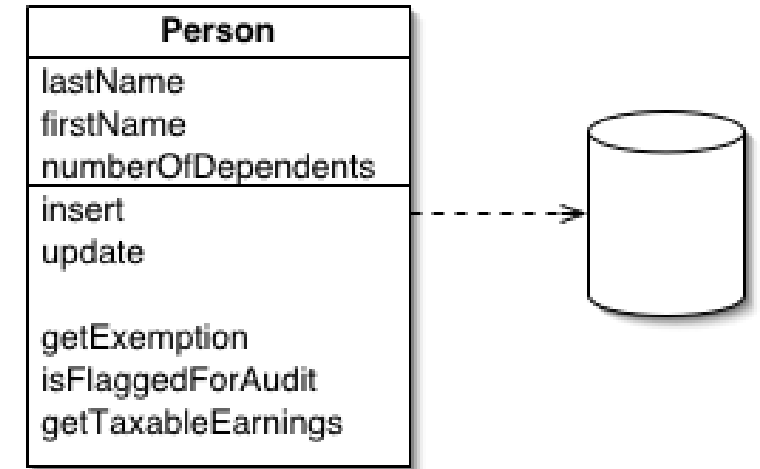 Person
lastName
firstName
numberOfDependents
insert
update
getExemption
isFlaggedForAudit
getTaxableEarnings